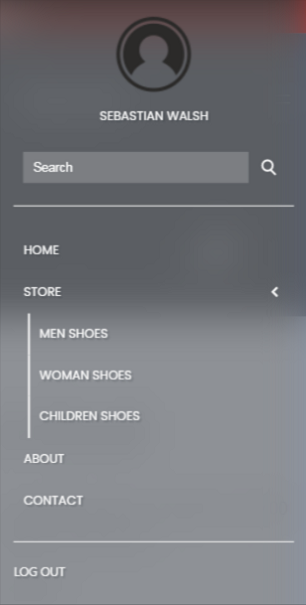 SEBASTIAN WALSH
Search
HOME
STORE
MEN SHOES
WOMAN SHOES
CHILDREN SHOES
ABOUT
CONTACT
LOG OUT